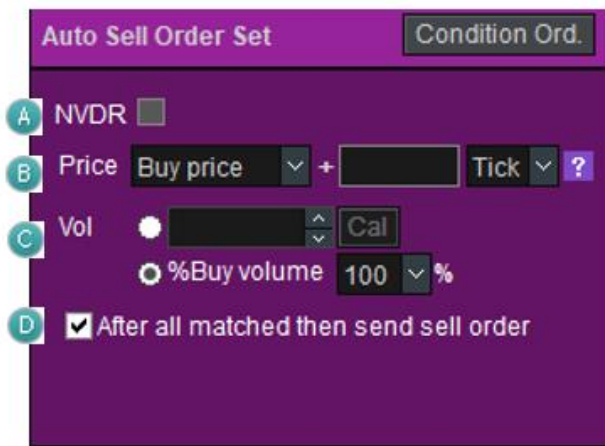 Auto Sell Order Set Condition Ord.
A NVDR
B Price Buy price + Tick ?
C Vol Cal
%Buy volume 100 %
D After all matched then send sell order